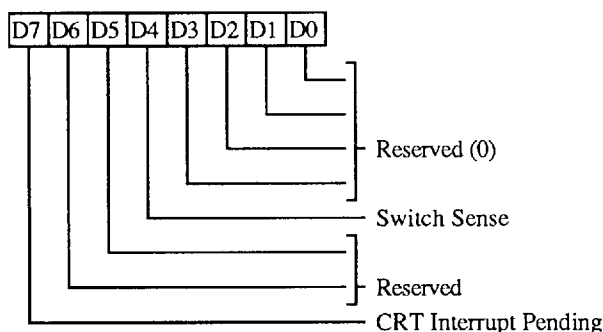 D7 D6 D5 D4 D3 D2 D1 D0
Reserved (0)
Switch Sense
Reserved
CRT Interrupt Pending